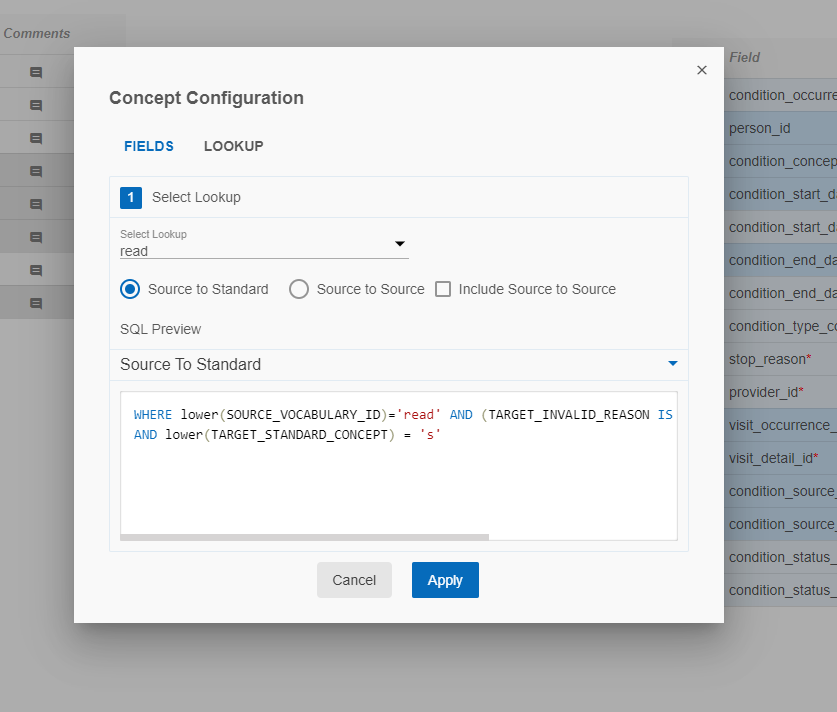 Comments
Field
condition_occurre
person_id
condition_concep
condition_start_d
condition_start_d
condition_end_da
condition_end_da
condition_type_co
stop_reason*
provider_id*
visit_occurrence_
visit_detail_id*
condition_source_
condition_source_
condition_status_
condition_status_
×
Concept Configuration
FIELDS LOOKUP
1 Select Lookup
Select Lookup
read
Source to Standard Source to Source Include Source to Source
SQL Preview
Source To Standard
WHERE lower(SOURCE_VOCABULARY_ID)='read' AND (TARGET_INVALID_REASON IS
AND lower(TARGET_STANDARD_CONCEPT) = 's'
Cancel Apply